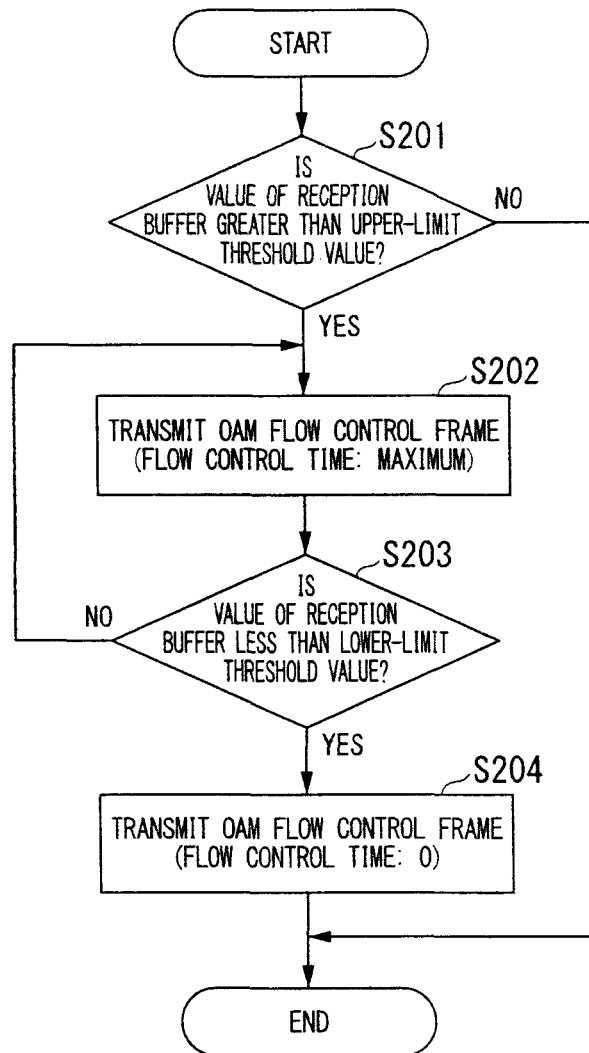 START
S201
IS
VALUE OF RECEPTION
BUFFER GREATER THAN UPPER-LIMIT
THRESHOLD VALUE?
NO
YES
S202
TRANSMIT OAM FLOW CONTROL FRAME
(FLOW CONTROL TIME: MAXIMUM)
S203
IS
VALUE OF RECEPTION
BUFFER LESS THAN LOWER-LIMIT
THRESHOLD VALUE?
NO
YES
S204
TRANSMIT OAM FLOW CONTROL FRAME
(FLOW CONTROL TIME: 0)
END